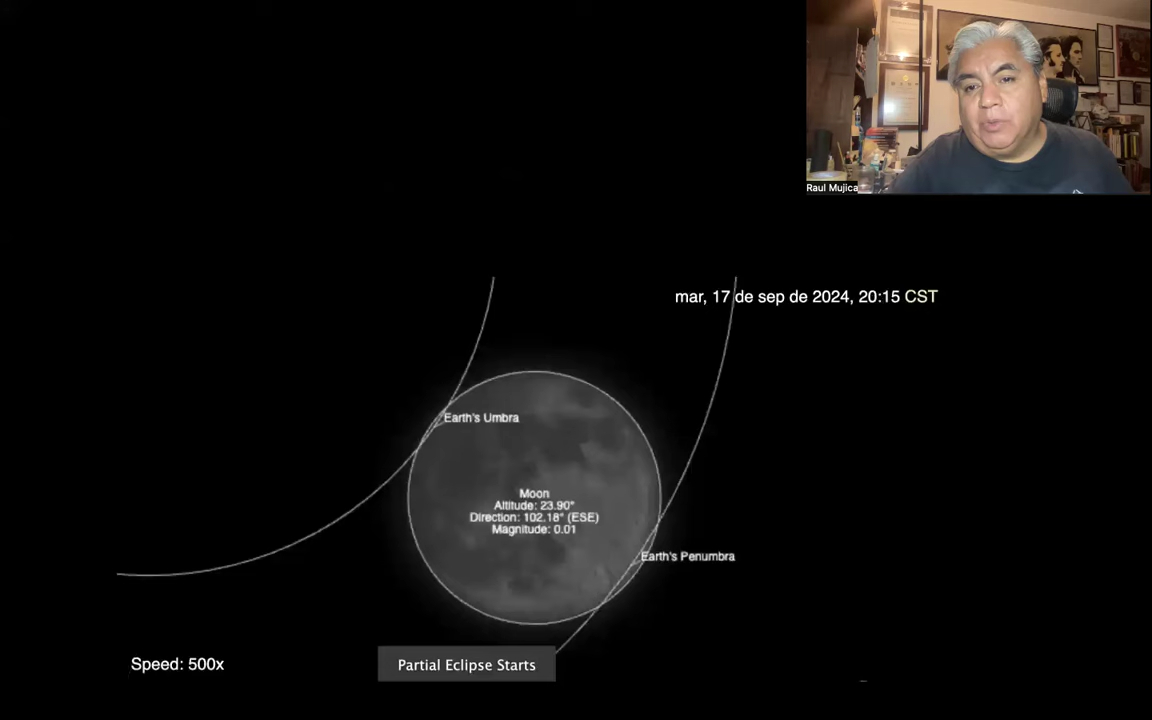 Raul Mujica
mar, 17 de sep de 2024, 20:15 CST
Earth's Umbra
Moon
Altitude: 23.90°
Direction: 102.18° (ESE)
Magnitude: 0.01
Earth's Penumbra
Speed: 500x
Partial Eclipse Starts